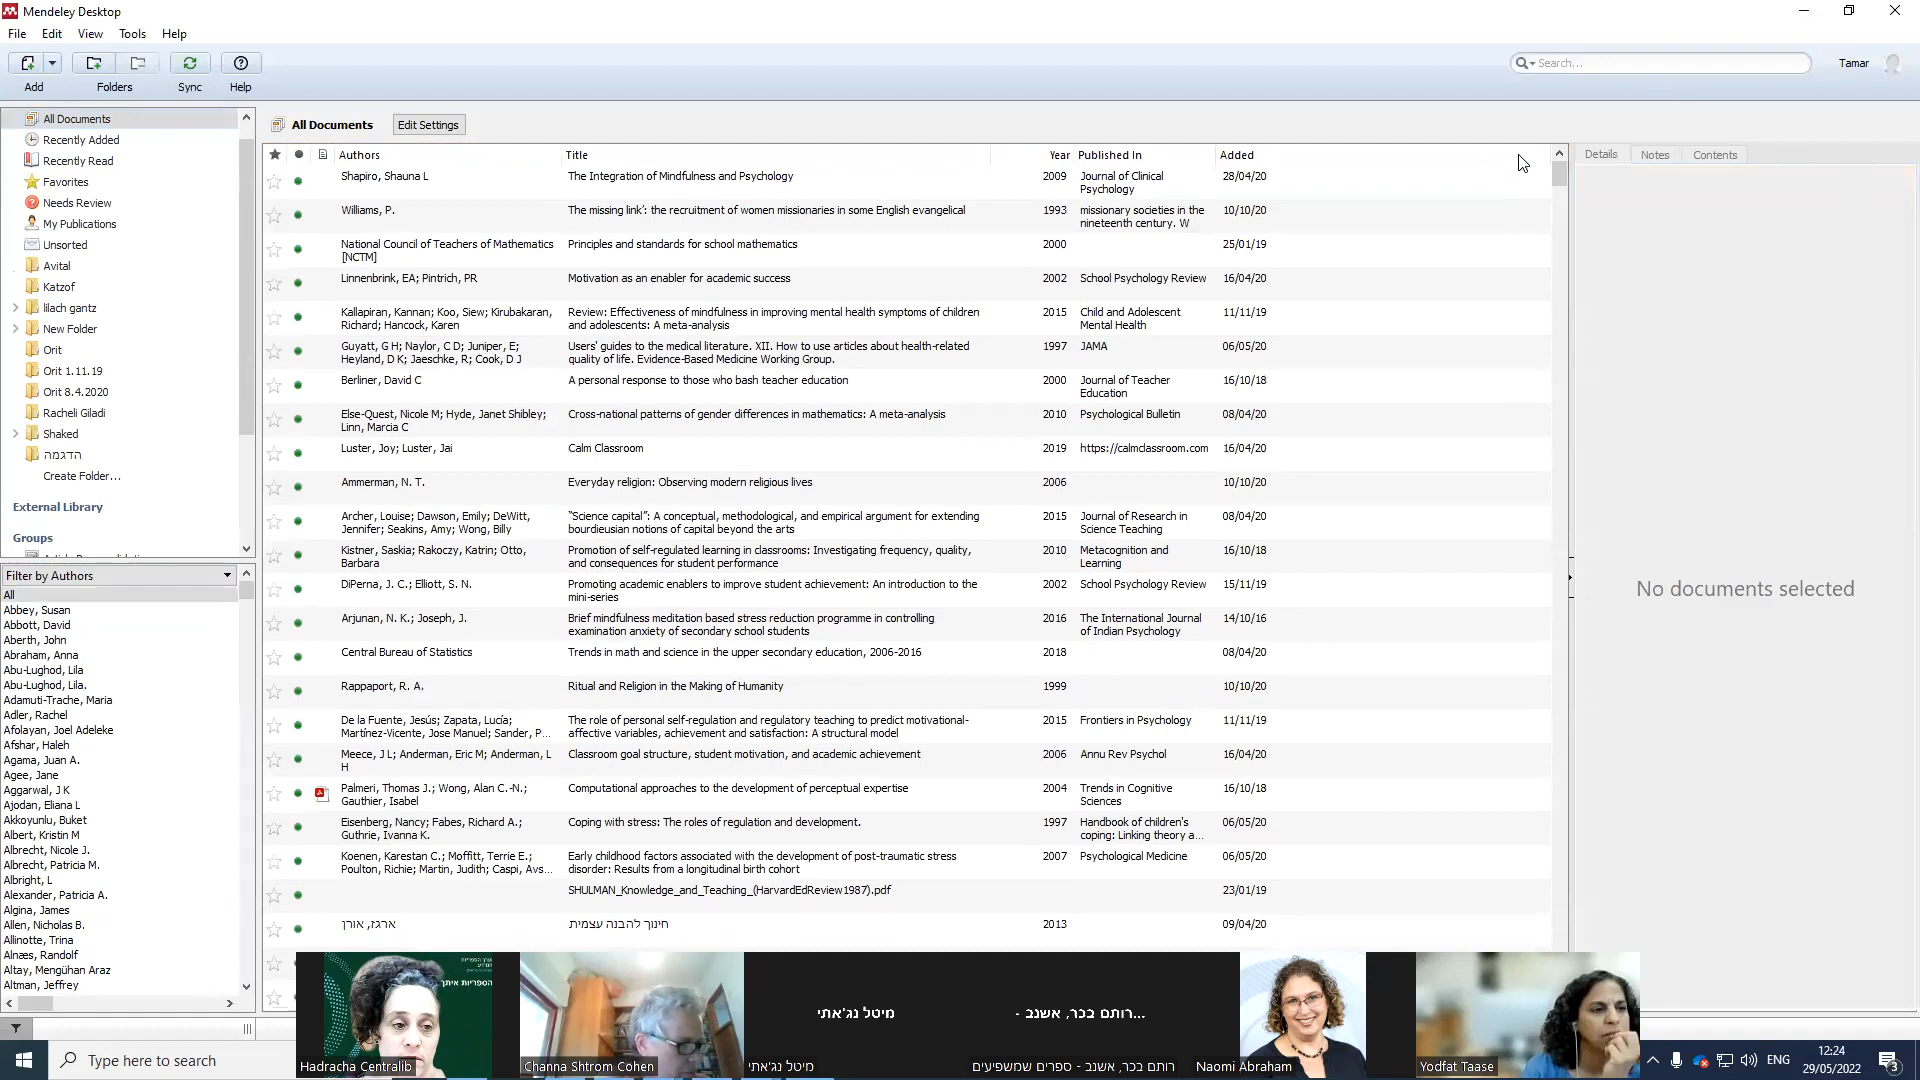 Mendeley Desktop
File Edit View Tools Help
Add Folders Sync Help
Search...
Tamar
All Documents
Recently Added
Recently Read
Favorites
Needs Review
My Publications
Unsorted
Avital
Katzof
lilach gantz
New Folder
Orit
Orit 1.11.19
Orit 8.4.2020
Racheli Giladi
Shaked
הדגמה
Create Folder...
External Library
Groups
Filter by Authors
All
Abbey, Susan
Abbott, David
Aberth, John
Abraham, Anna
Abu-Lughod, Lila
Abu-Lughod, Lila.
Adamuti-Trache, Maria
Adler, Rachel
Afolayan, Joel Adeleke
Afshar, Haleh
Agama, Juan A.
Agee, Jane
Aggarwal, J K
Ajodan, Eliana L
Akkoyunlu, Buket
Albert, Kristin M
Albrecht, Nicole J.
Albrecht, Patricia M.
Albright, L
Alexander, Patricia A.
Algina, James
Allen, Nicholas B.
Allinotte, Trina
Alnæs, Randolf
Altay, Mengühan Araz
Altman, Jeffrey
All Documents Edit Settings
Authors Title Year Published In Added
Shapiro, Shauna L The Integration of Mindfulness and Psychology 2009 Journal of Clinical 28/04/20
Psychology
Williams, P. The missing link': the recruitment of women missionaries in some English evangelical 1993 missionary societies in the 10/10/20
nineteenth century. W
National Council of Teachers of Mathematics Principles and standards for school mathematics 2000 25/01/19
[NCTM]
Linnenbrink, EA; Pintrich, PR Motivation as an enabler for academic success 2002 School Psychology Review 16/04/20
Kallapiran, Kannan; Koo, Siew; Kirubakaran, Review: Effectiveness of mindfulness in improving mental health symptoms of children 2015 Child and Adolescent 11/11/19
Richard; Hancock, Karen and adolescents: A meta-analysis Mental Health
Guyatt, G H; Naylor, C D; Juniper, E; Users' guides to the medical literature. XII. How to use articles about health-related 1997 JAMA 06/05/20
Heyland, D K; Jaeschke, R; Cook, D J quality of life. Evidence-Based Medicine Working Group.
Berliner, David C A personal response to those who bash teacher education 2000 Journal of Teacher 16/10/18
Education
Else-Quest, Nicole M; Hyde, Janet Shibley; Cross-national patterns of gender differences in mathematics: A meta-analysis 2010 Psychological Bulletin 08/04/20
Linn, Marcia C
Luster, Joy; Luster, Jai Calm Classroom 2019 https://calmclassroom.com 16/04/20
Ammerman, N. T. Everyday religion: Observing modern religious lives 2006 10/10/20
Archer, Louise; Dawson, Emily; DeWitt, "Science capital": A conceptual, methodological, and empirical argument for extending 2015 Journal of Research in 08/04/20
Jennifer; Seakins, Amy; Wong, Billy bourdieusian notions of capital beyond the arts Science Teaching
Kistner, Saskia; Rakoczy, Katrin; Otto, Promotion of self-regulated learning in classrooms: Investigating frequency, quality, 2010 Metacognition and 16/10/18
Barbara and consequences for student performance Learning
DiPerna, J. C.; Elliott, S. N. Promoting academic enablers to improve student achievement: An introduction to the 2002 School Psychology Review 15/11/19
mini-series
Arjunan, N. K.; Joseph, J. Brief mindfulness meditation based stress reduction programme in controlling 2016 The International Journal 14/10/16
examination anxiety of secondary school students of Indian Psychology
Central Bureau of Statistics Trends in math and science in the upper secondary education, 2006-2016 2018 08/04/20
Rappaport, R. A. Ritual and Religion in the Making of Humanity 1999 10/10/20
De la Fuente, Jesús; Zapata, Lucía; The role of personal self-regulation and regulatory teaching to predict motivational- 2015 Frontiers in Psychology 11/11/19
Martínez-Vicente, Jose Manuel; Sander, P... affective variables, achievement and satisfaction: A structural model
Meece, J L; Anderman, Eric M; Anderman, L Classroom goal structure, student motivation, and academic achievement 2006 Annu Rev Psychol 16/04/20
H
Palmeri, Thomas J.; Wong, Alan C.-N.; Computational approaches to the development of perceptual expertise 2004 Trends in Cognitive 16/10/18
Gauthier, Isabel Sciences
Eisenberg, Nancy; Fabes, Richard A.; Coping with stress: The roles of regulation and development. 1997 Handbook of children's 06/05/20
Guthrie, Ivanna K. coping: Linking theory a...
Koenen, Karestan C.; Moffitt, Terrie E.; Early childhood factors associated with the development of post-traumatic stress 2007 Psychological Medicine 06/05/20
Poulton, Richie; Martin, Judith; Caspi, Avs... disorder: Results from a longitudinal birth cohort
SHULMAN_Knowledge_and_Teaching_(HarvardEdReview1987).pdf 23/01/19
ארגז, אורן חינוך להבנה עצמית 2013 09/04/20
Details Notes Contents
No documents selected
הספריות איתך
Hadracha Centralib
Channa Shtrom Cohen
מיטל נג'אתי
מיטל נג'אתי
רותם בכר, אשנב - ...
רותם בכר, אשנב - ספרים שמשפיעים
Naomi Abraham
Yodfat Taase
Type here to search
ENG
12:24
29/05/2022
3